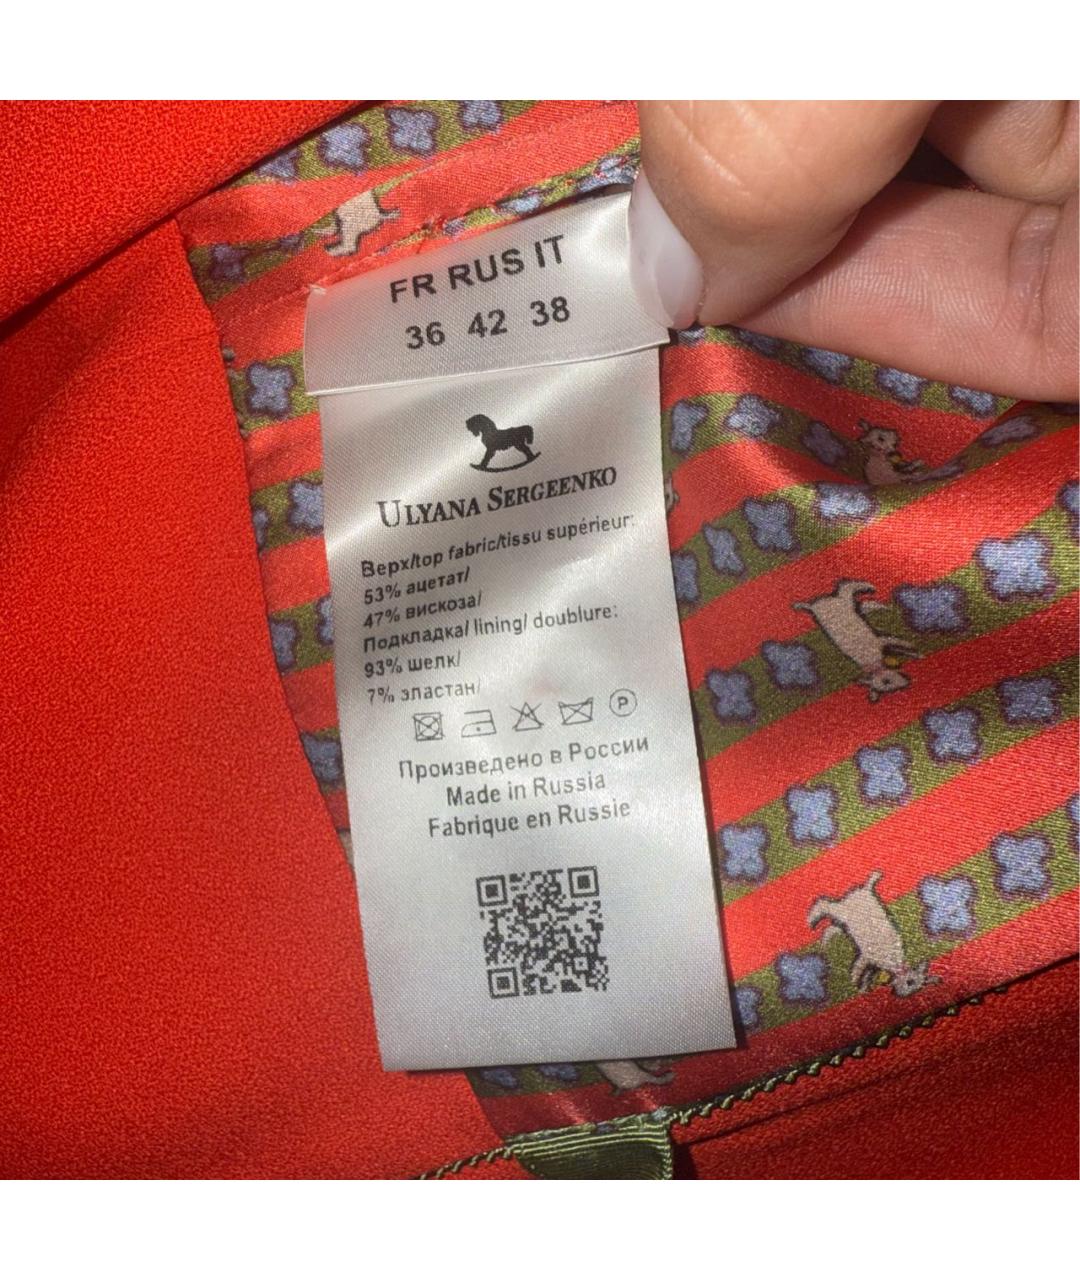 FR RUS IT
36 42 38
ULYANA SERGEENKO
Верх/top fabric/tissu supérieur:
53% ацетат/
47% вискоза/
Подкладка/ lining/ doublure:
93% шелк/
7% эластан/
P
Произведено в России
Made in Russia
Fabrique en Russie